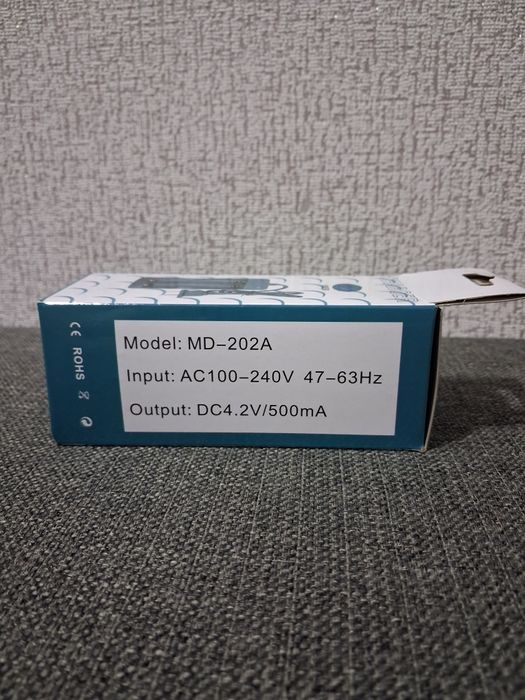 CE ROHS
Model: MD-202A
Input: AC100-240V 47-63Hz
Output: DC4.2V/500mA